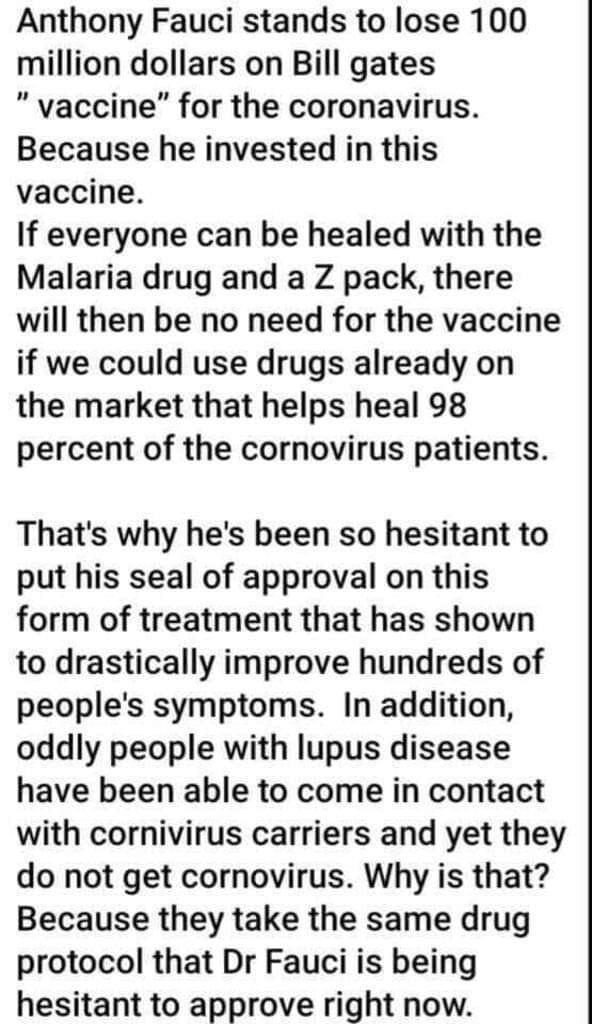 Anthony Fauci stands to lose 100
million dollars on Bill gates
" vaccine" for the coronavirus.
Because he invested in this
vaccine.
If everyone can be healed with the
Malaria drug and a Z pack, there
will then be no need for the vaccine
if we could use drugs already on
the market that helps heal 98
percent of the cornovirus patients.
That's why he's been so hesitant to
put his seal of approval on this
form of treatment that has shown
to drastically improve hundreds of
people's symptoms.  In addition,
oddly people with lupus disease
have been able to come in contact
with cornivirus carriers and yet they
do not get cornovirus. Why is that?
Because they take the same drug
protocol that Dr Fauci is being
hesitant to approve right now.